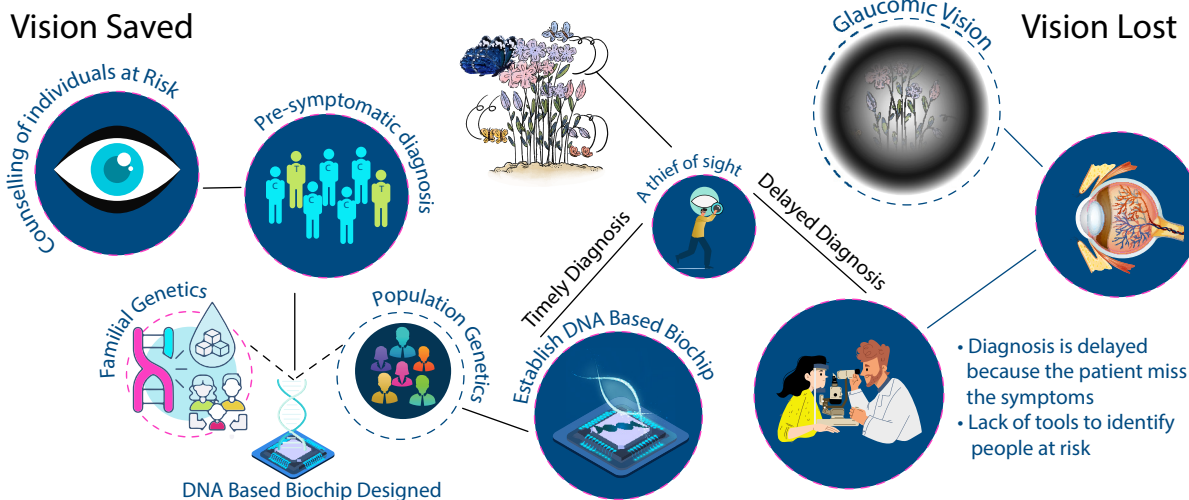 Vision Saved
Vision Lost
Glaucomic Vision
Counselling of individuals at Risk
Pre-symptomatic diagnosis
T
C
C
C
C
T
C
C
A thief of sight
Timely Diagnosis
Delayed Diagnosis
Familial Genetics
Population Genetics
Establish DNA Based Biochip
DNA Based Biochip Designed
• Diagnosis is delayed
because the patient miss
the symptoms
• Lack of tools to identify
people at risk